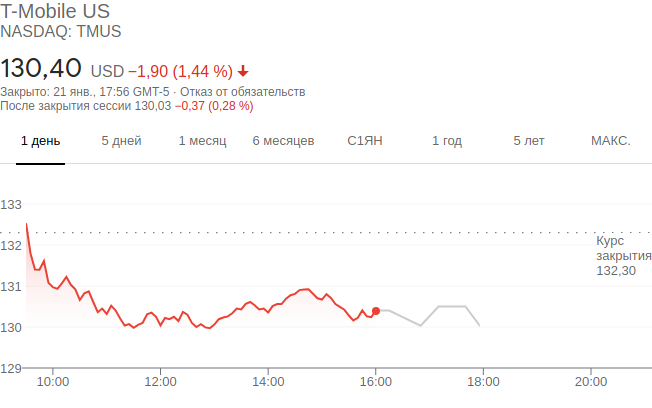 T-Mobile US
NASDAQ: TMUS
130,40 USD −1,90 (1,44 %)
Закрыто: 21 янв., 17:56 GMT-5 · Отказ от обязательств
После закрытия сессии 130,03 −0,37 (0,28 %)
1 день 5 дней 1 месяц 6 месяцев С1ЯН 1 год 5 лет МАКС.
133
132
131
130
129
Курс
закрытия
132,30
10:00 12:00 14:00 16:00 18:00 20:00